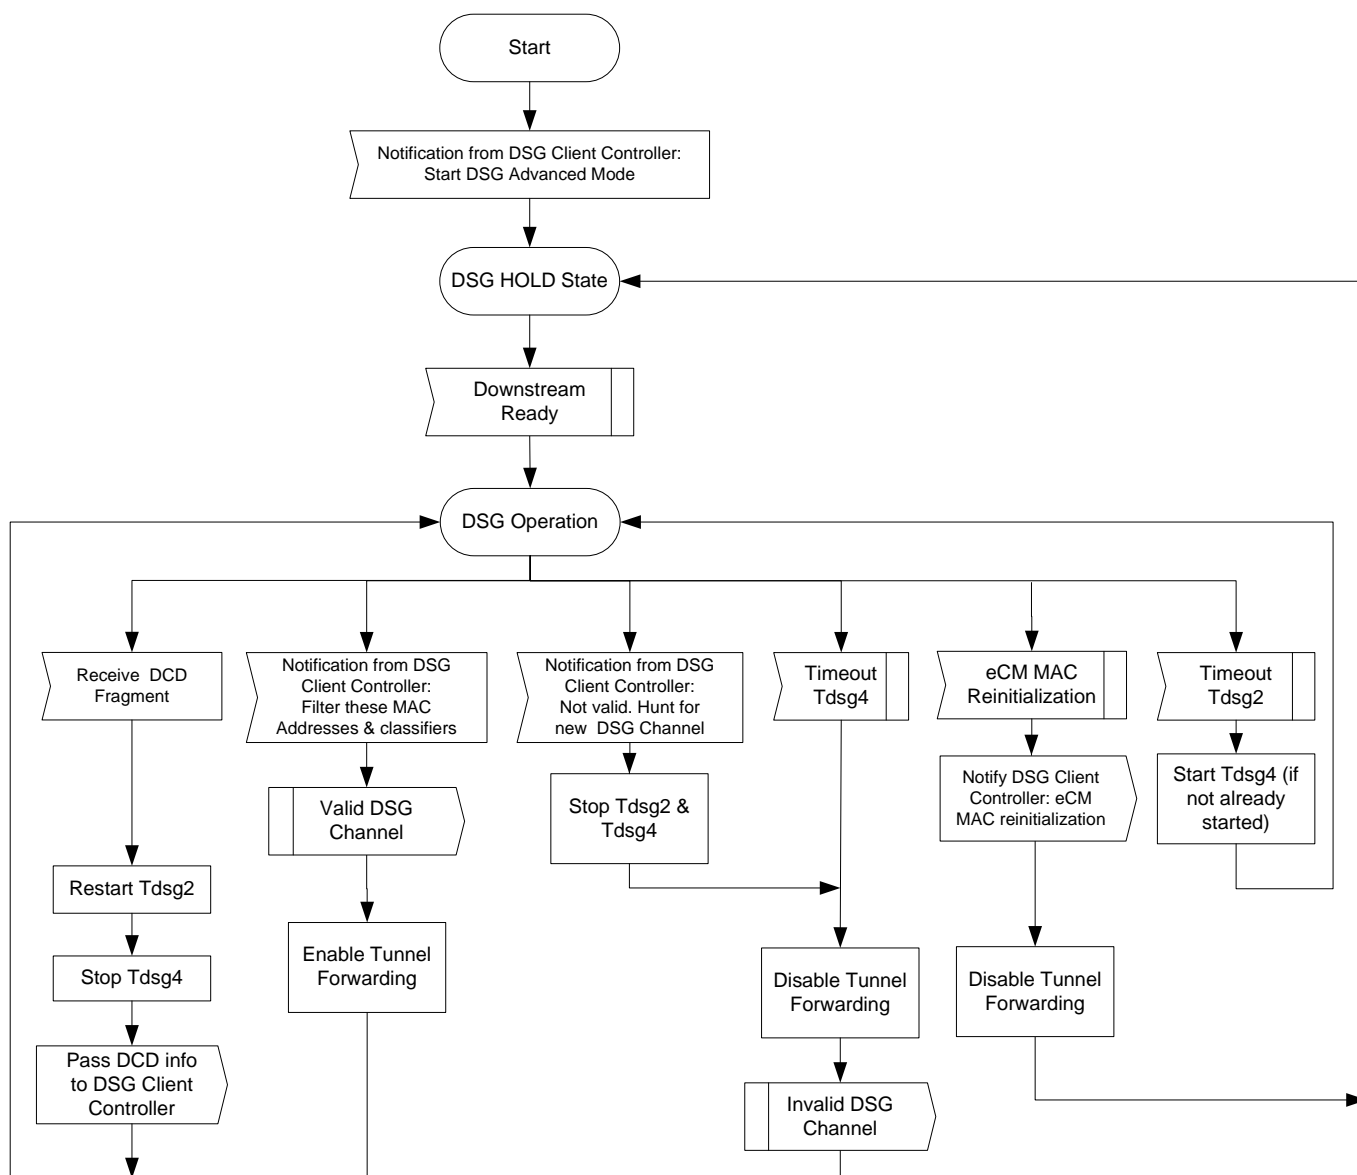 Start
Notification from DSG Client Controller:
Start DSG Advanced Mode
DSG HOLD State
Downstream
Ready
DSG Operation
Receive DCD
Fragment
Notification from DSG
Client Controller:
Filter these MAC
Addresses & classifiers
Notification from DSG
Client Controller:
Not valid. Hunt for
new DSG Channel
Timeout
Tdsg4
eCM MAC
Reinitialization
Timeout
Tdsg2
Valid DSG
Channel
Stop Tdsg2 &
Tdsg4
Notify DSG Client
Controller: eCM
MAC reinitialization
Start Tdsg4 (if
not already
started)
Restart Tdsg2
Enable Tunnel
Forwarding
Stop Tdsg4
Disable Tunnel
Forwarding
Disable Tunnel
Forwarding
Pass DCD info
to DSG Client
Controller
Invalid DSG
Channel